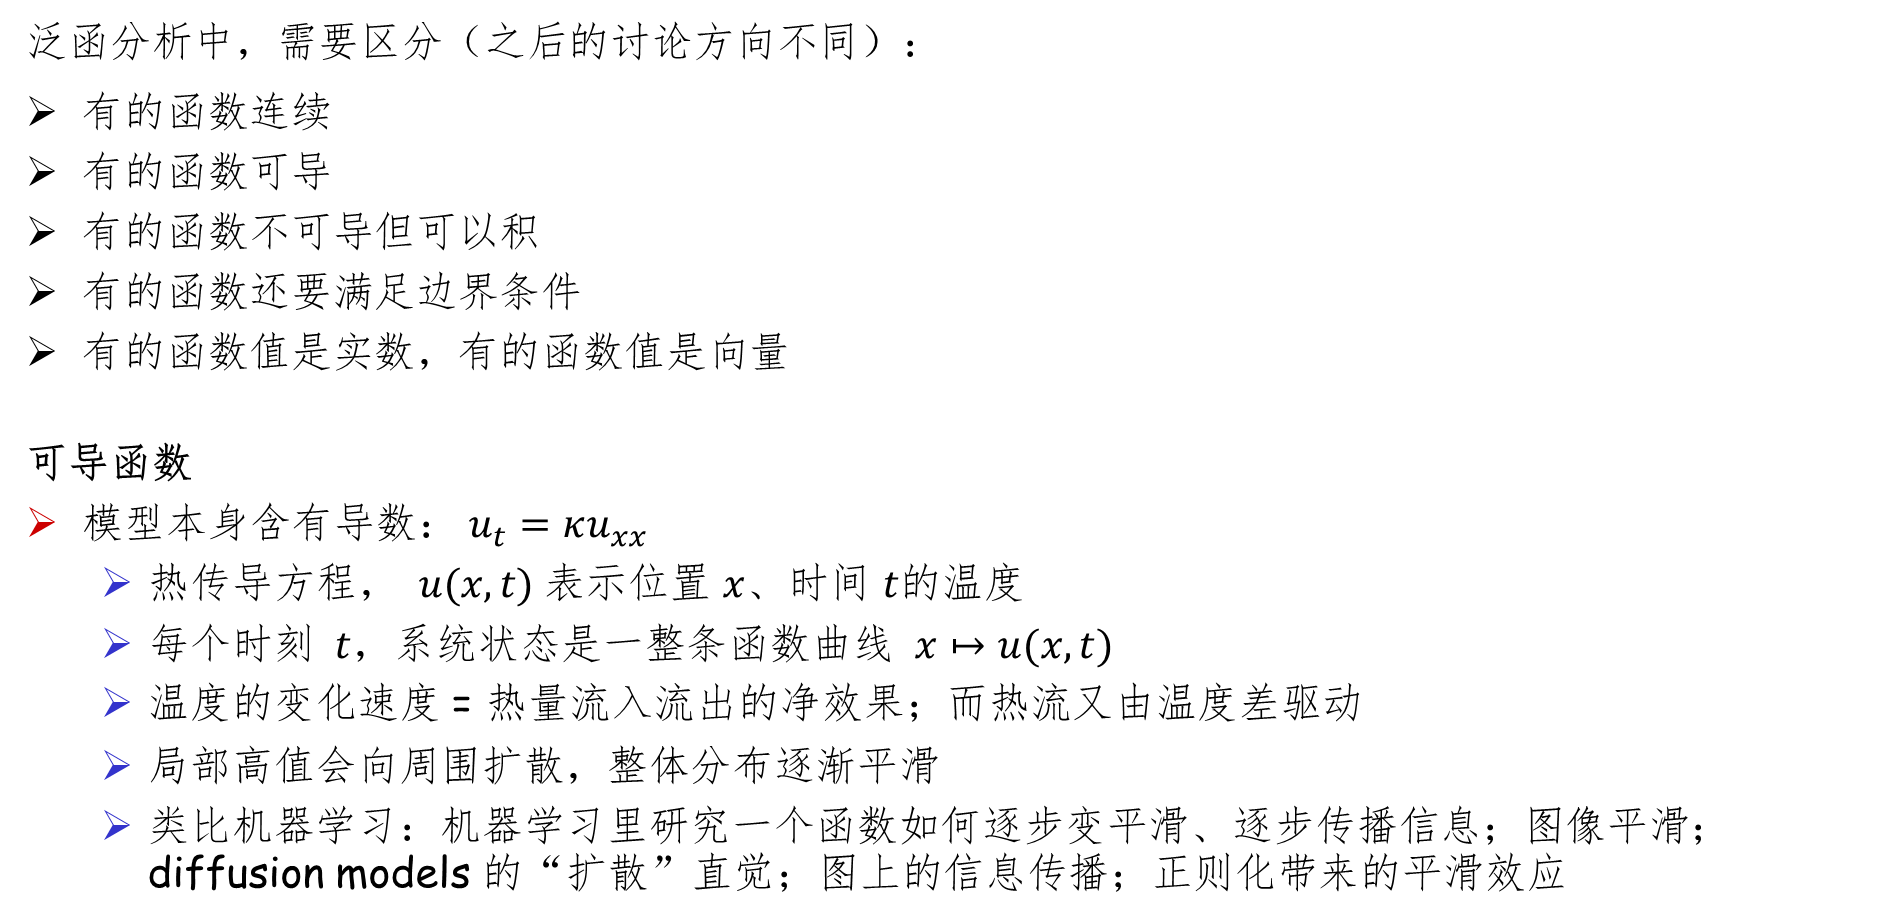 泛函分析中，需要区分（之后的讨论方向不同）：
➢ 有的函数连续
➢ 有的函数可导
➢ 有的函数不可导但可以积
➢ 有的函数还要满足边界条件
➢ 有的函数值是实数，有的函数值是向量
可导函数
➢ 模型本身含有导数： $u_t = \kappa u_{xx}$
➢ 热传导方程， $u(x,t)$ 表示位置 $x$、时间 $t$的温度
➢ 每个时刻 $t$，系统状态是一整条函数曲线 $x \mapsto u(x,t)$
➢ 温度的变化速度 = 热量流入流出的净效果；而热流又由温度差驱动
➢ 局部高值会向周围扩散，整体分布逐渐平滑
➢ 类比机器学习：机器学习里研究一个函数如何逐步变平滑、逐步传播信息；图像平滑；
diffusion models 的“扩散”直觉；图上的信息传播；正则化带来的平滑效应